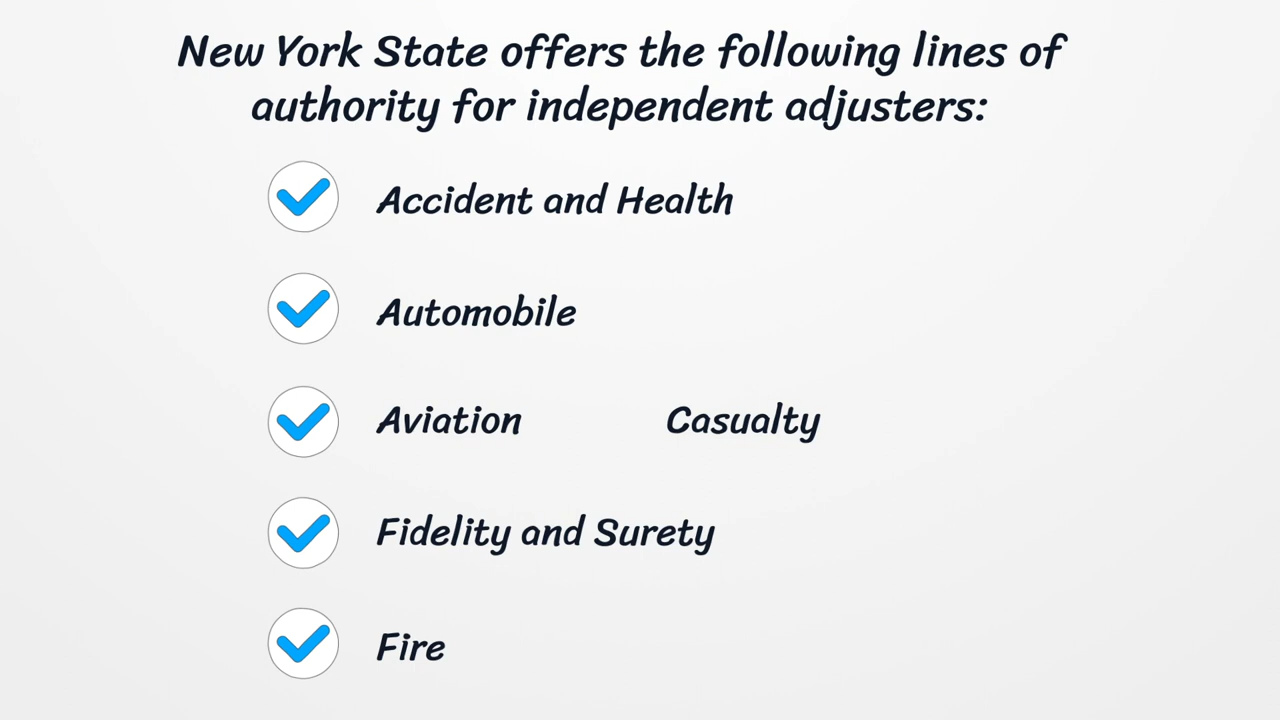 New York State offers the following lines of
authority for independent adjusters:
Accident and Health
Automobile
Aviation Casualty
Fidelity and Surety
Fire